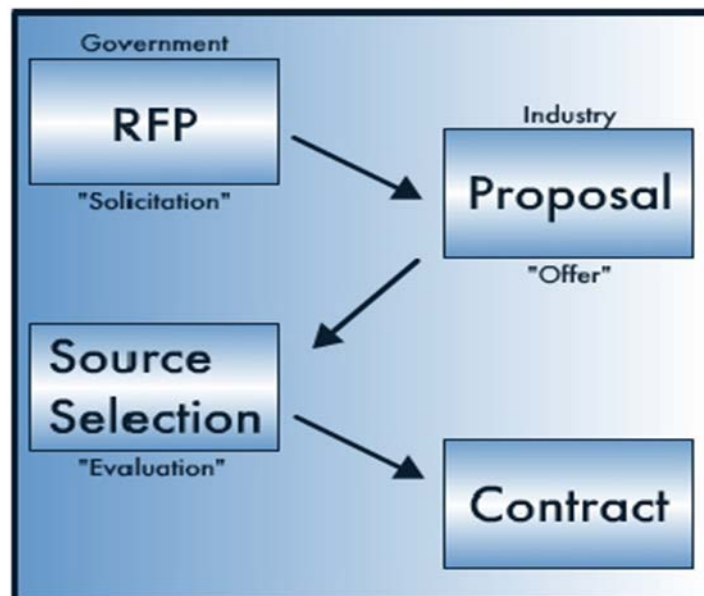 Government
RFP
"Solicitation"
Industry
Proposal
"Offer"
Source
Selection
"Evaluation"
Contract